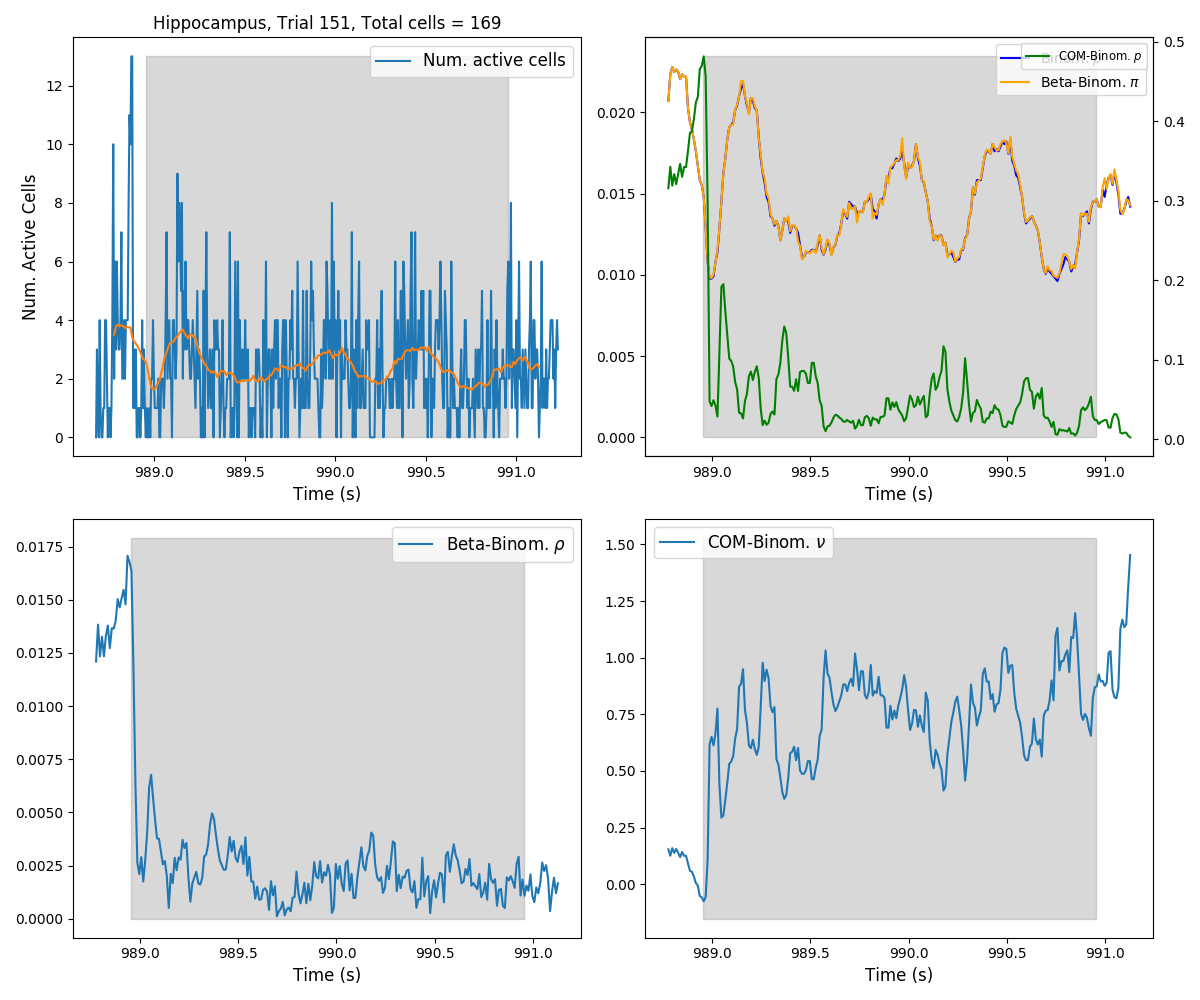 Hippocampus, Trial 151, Total cells = 169
Num. active cells
Num. Active Cells
12
10
8
6
4
2
0
989.0 989.5 990.0 990.5 991.0
Time (s)
COM-Binom. p
Beta-Binom. π
0.020
0.015
0.010
0.005
0.000
0.5
0.4
0.3
0.2
0.1
0.0
989.0 989.5 990.0 990.5 991.0
Time (s)
Beta-Binom. ρ
0.0175
0.0150
0.0125
0.0100
0.0075
0.0050
0.0025
0.0000
989.0 989.5 990.0 990.5 991.0
Time (s)
COM-Binom. ν
1.50
1.25
1.00
0.75
0.50
0.25
0.00
989.0 989.5 990.0 990.5 991.0
Time (s)